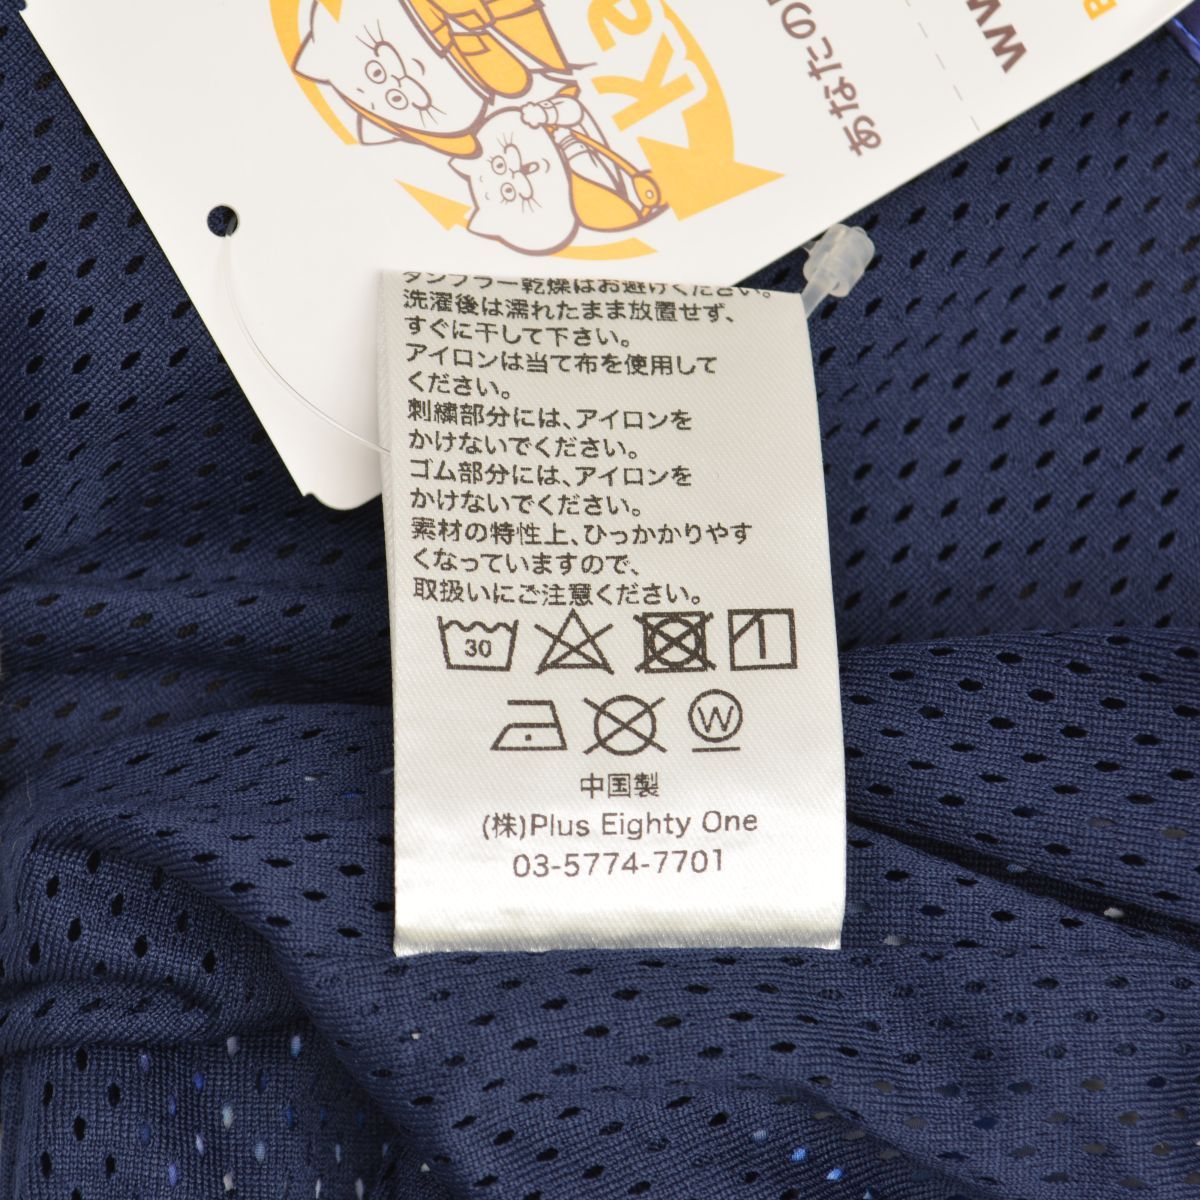 タンブラー乾燥はお避けください。
洗濯後は濡れたまま放置せず、
すぐに干して下さい。
アイロンは当て布を使用して
ください。
刺繍部分には、アイロンを
かけないでください。
ゴム部分には、アイロンを
かけないでください。
素材の特性上、ひっかかりやす
くなっていますので、
取扱いにご注意ください。
30
W
中国製
(株)Plus Eighty One
03-5774-7701
あなたの